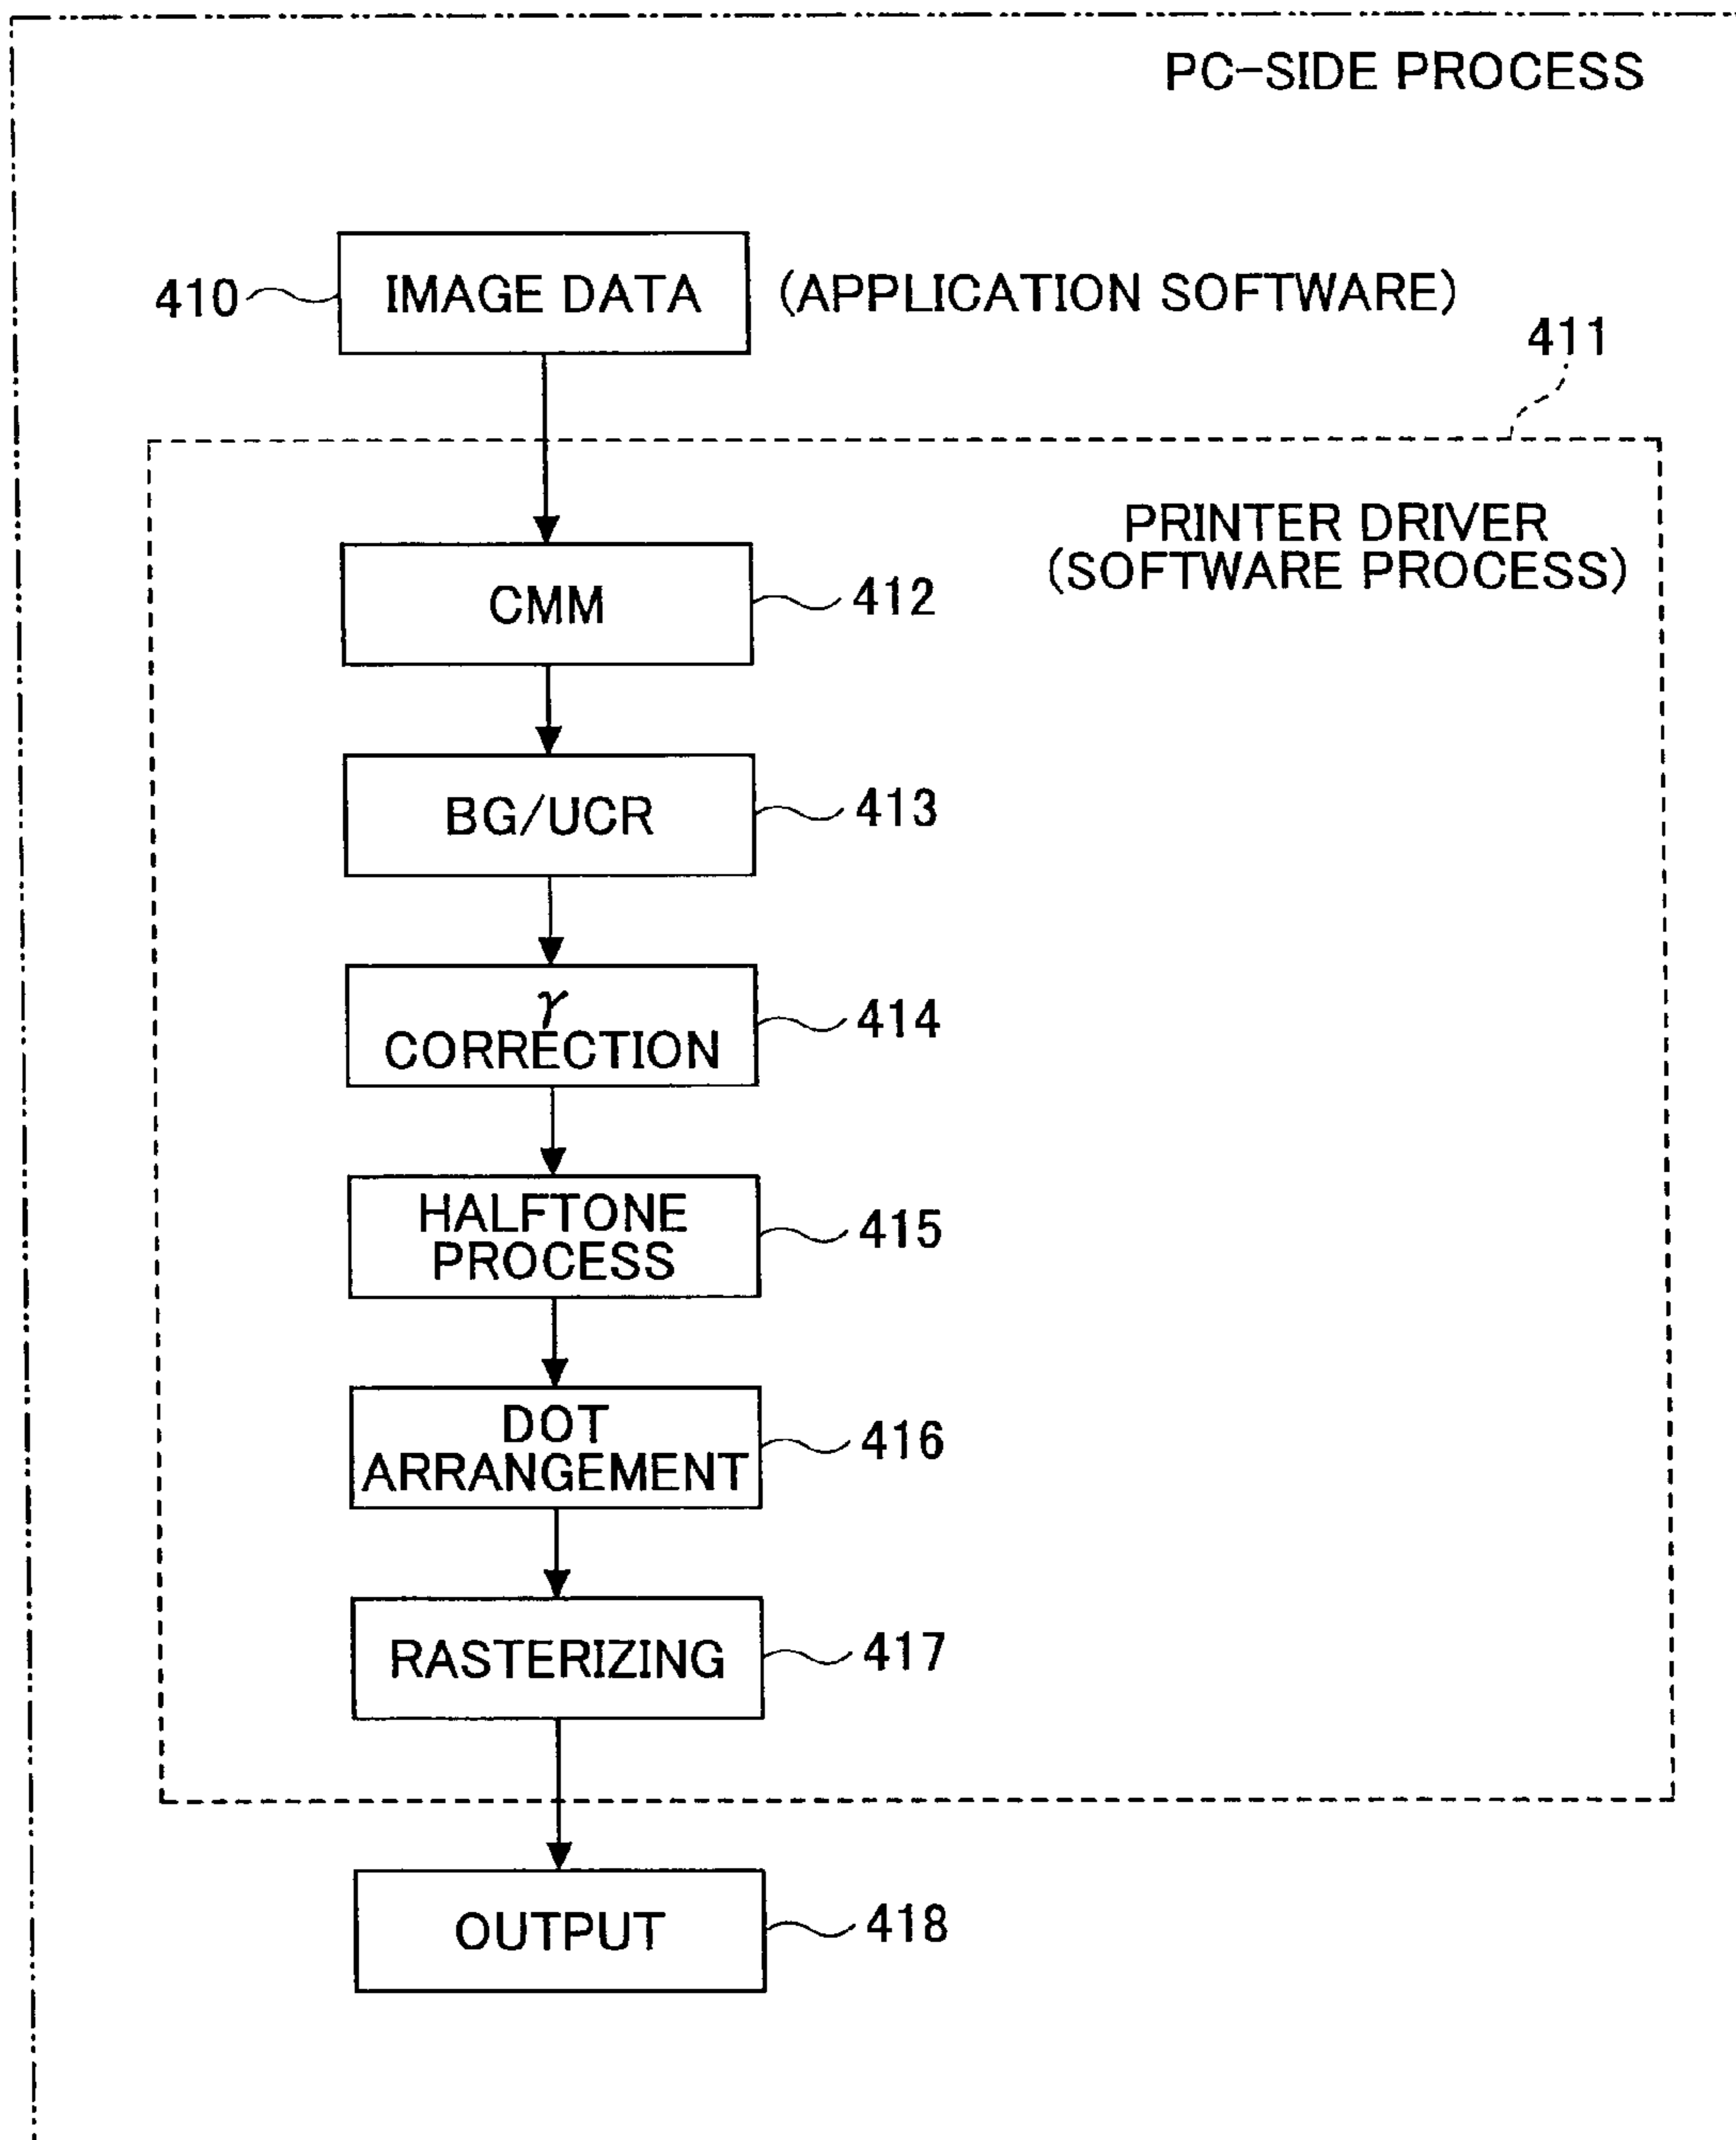 PC-SIDE PROCESS
410 IMAGE DATA (APPLICATION SOFTWARE)
411
PRINTER DRIVER
(SOFTWARE PROCESS)
CMM 412
BG/UCR 413
γ
CORRECTION 414
HALFTONE
PROCESS 415
DOT
ARRANGEMENT 416
RASTERIZING 417
OUTPUT 418